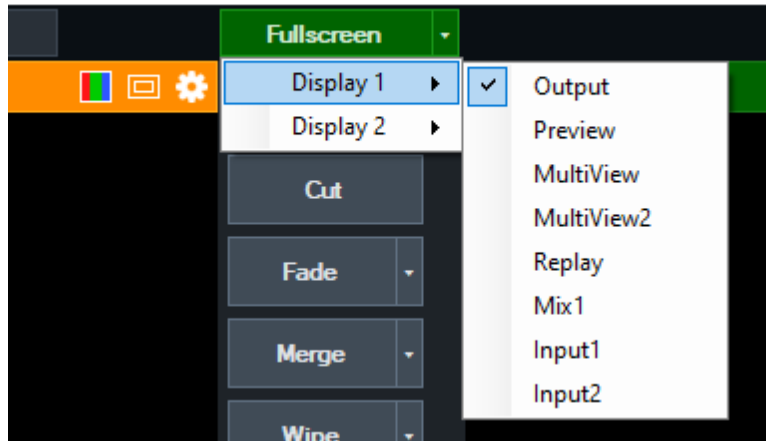 Fullscreen
Display 1
Display 2
Output
Preview
MultiView
MultiView2
Replay
Mix1
Input1
Input2
Cut
Fade
Merge
Wipe